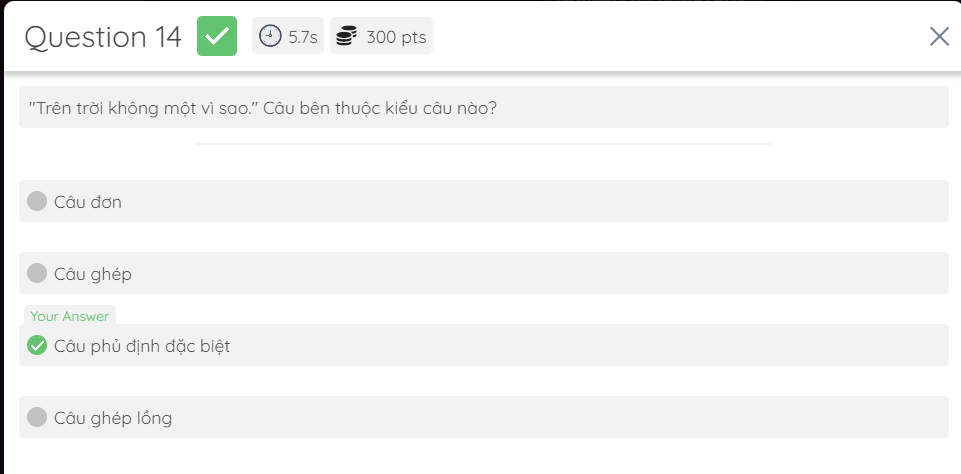 Question 14
5.7s
300 pts
"Trên trời không một vì sao." Câu bên thuộc kiểu câu nào?
Câu đơn
Câu ghép
Your Answer
Câu phủ định đặc biệt
Câu ghép lồng